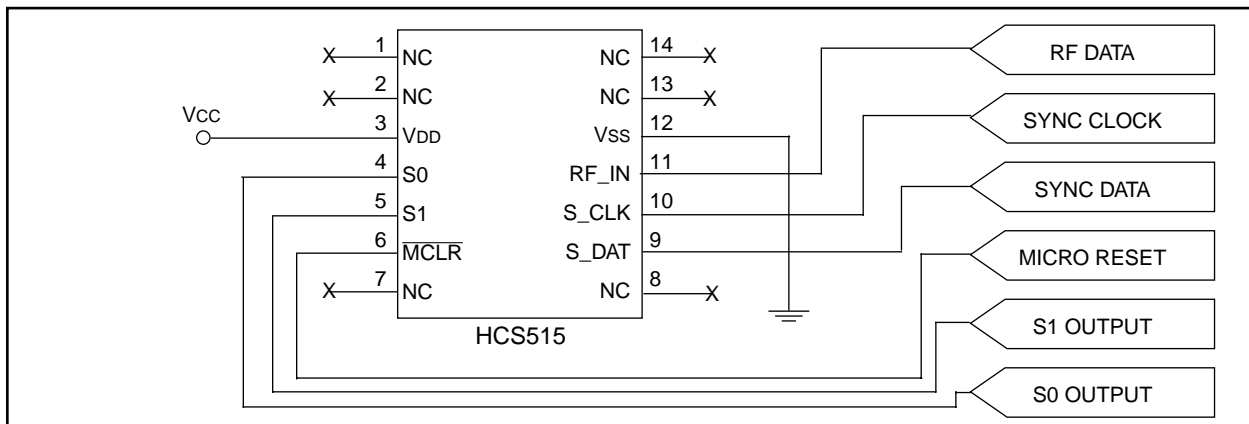 1 NC
2 NC
VCC
3 VDD
4 S0
5 S1
6 MCLR
7 NC
14 NC
13 NC
12 VSS
11 RF_IN
10 S_CLK
9 S_DAT
8 NC
X
X
X
X
X
X
HCS515
RF DATA
SYNC CLOCK
SYNC DATA
MICRO RESET
S1 OUTPUT
S0 OUTPUT